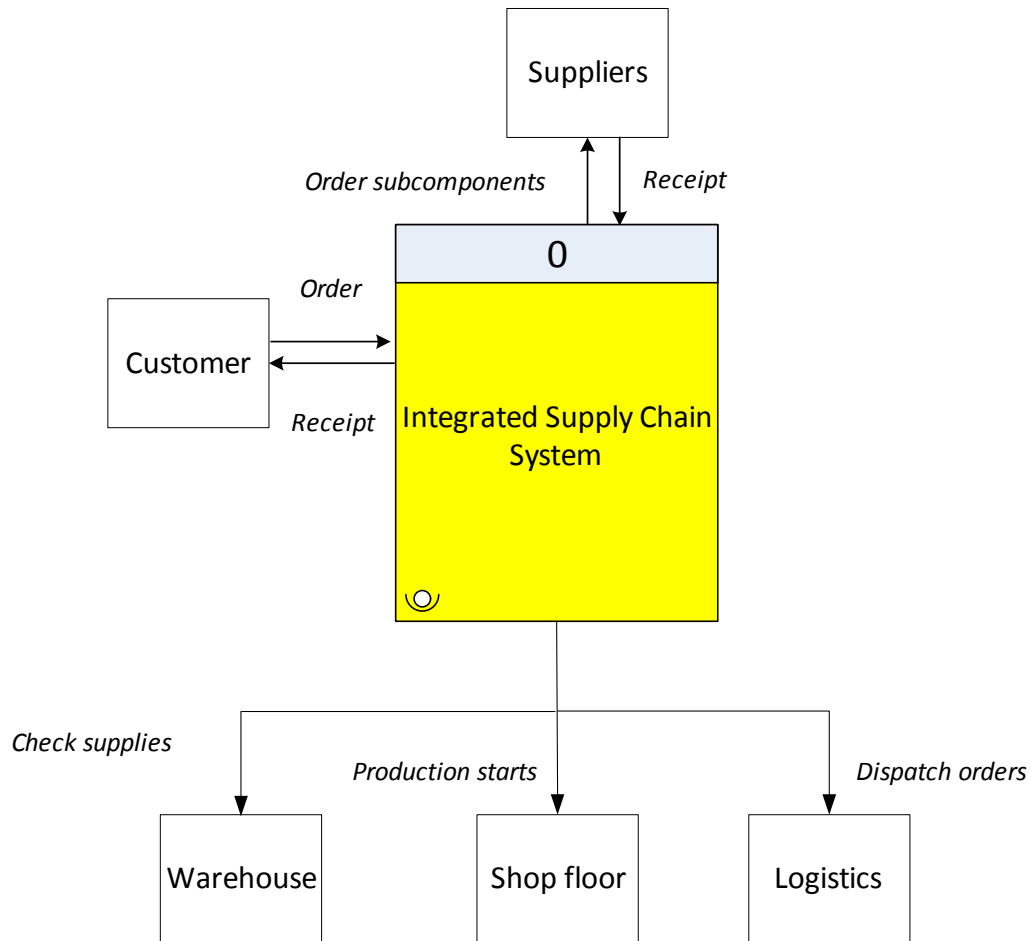 Suppliers
Order subcomponents
Receipt
0
Order
Customer
Receipt
Integrated Supply Chain
System
Check supplies
Production starts
Dispatch orders
Warehouse
Shop floor
Logistics